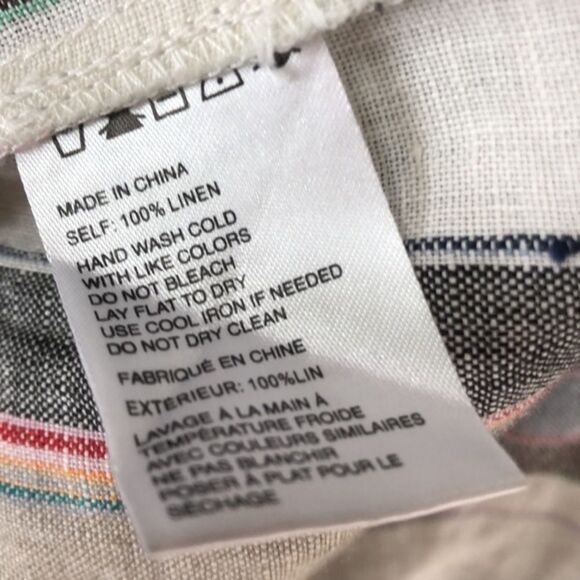 MADE IN CHINA
SELF: 100% LINEN
HAND WASH COLD
WITH LIKE COLORS
DO NOT BLEACH
LAY FLAT TO DRY
USE COOL IRON IF NEEDED
DO NOT DRY CLEAN
FABRIQUÉ EN CHINE
EXTÉRIEUR: 100%LIN
LAVAGE À LA MAIN À
TEMPÉRATURE FROIDE
AVEC COULEURS SIMILAIRES
NE PAS BLANCHIR
POSER À PLAT POUR LE
SÉCHAGE